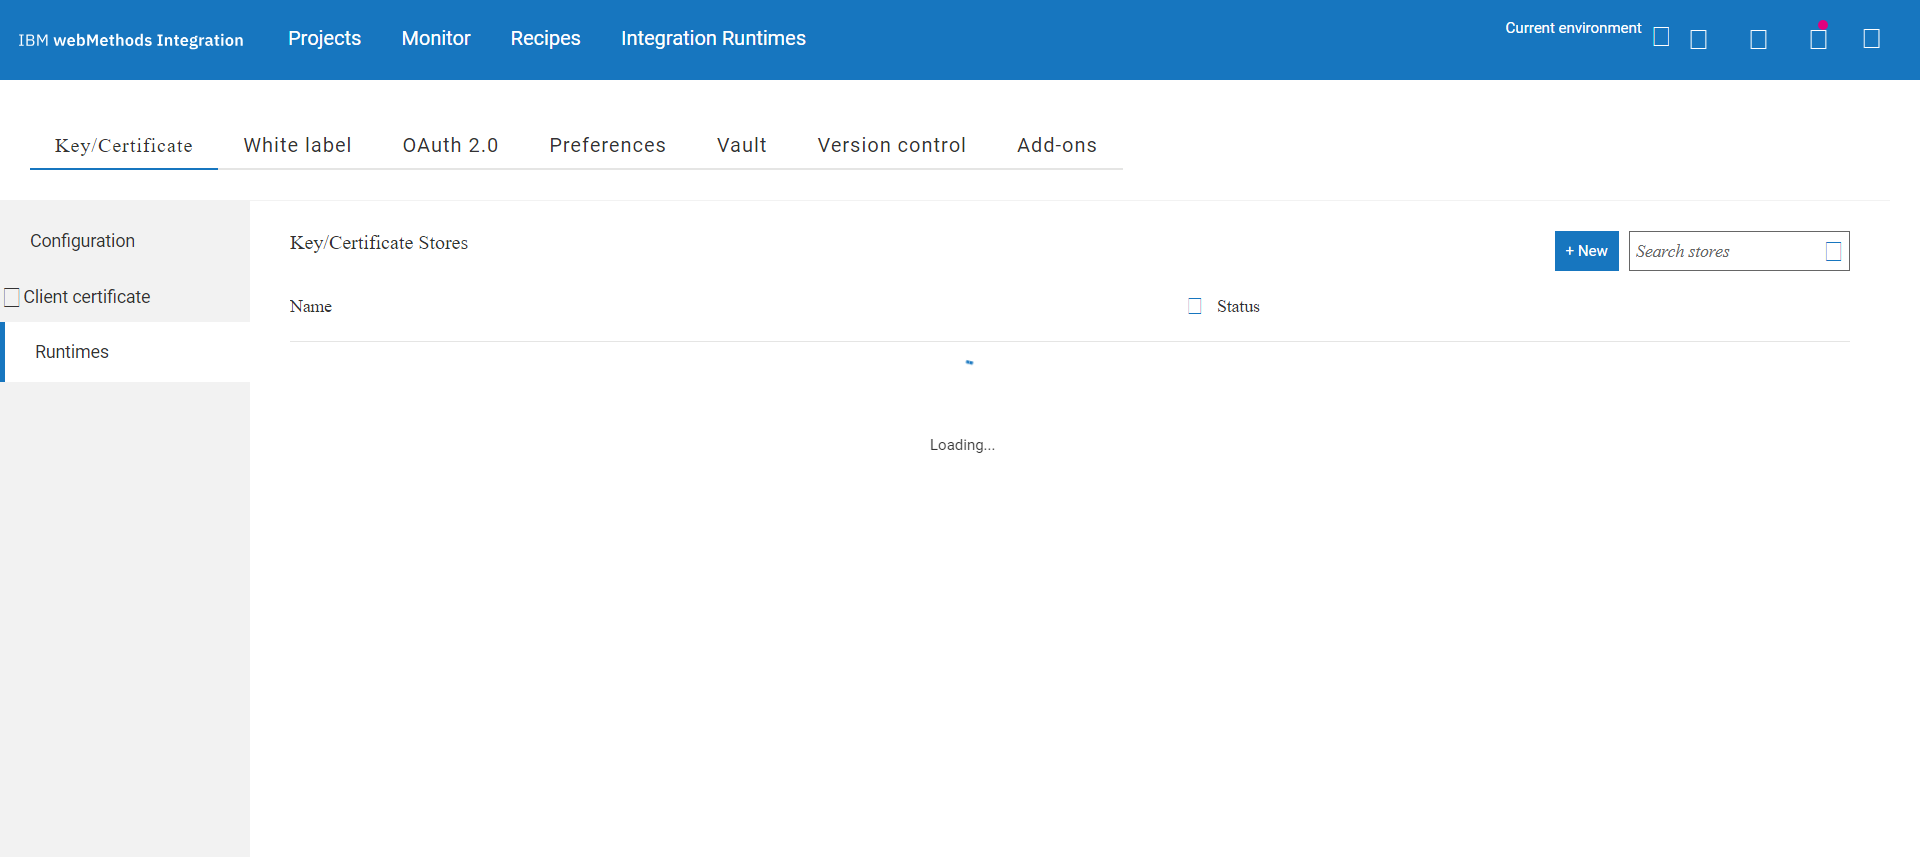 IBM webMethods Integration
Projects
Monitor
Recipes
Integration Runtimes
Current environment
Key/Certificate
White label
OAuth 2.0
Preferences
Vault
Version control
Add-ons
Configuration
Client certificate
Runtimes
Key/Certificate Stores
+ New
Search stores
Name
Status
Loading...